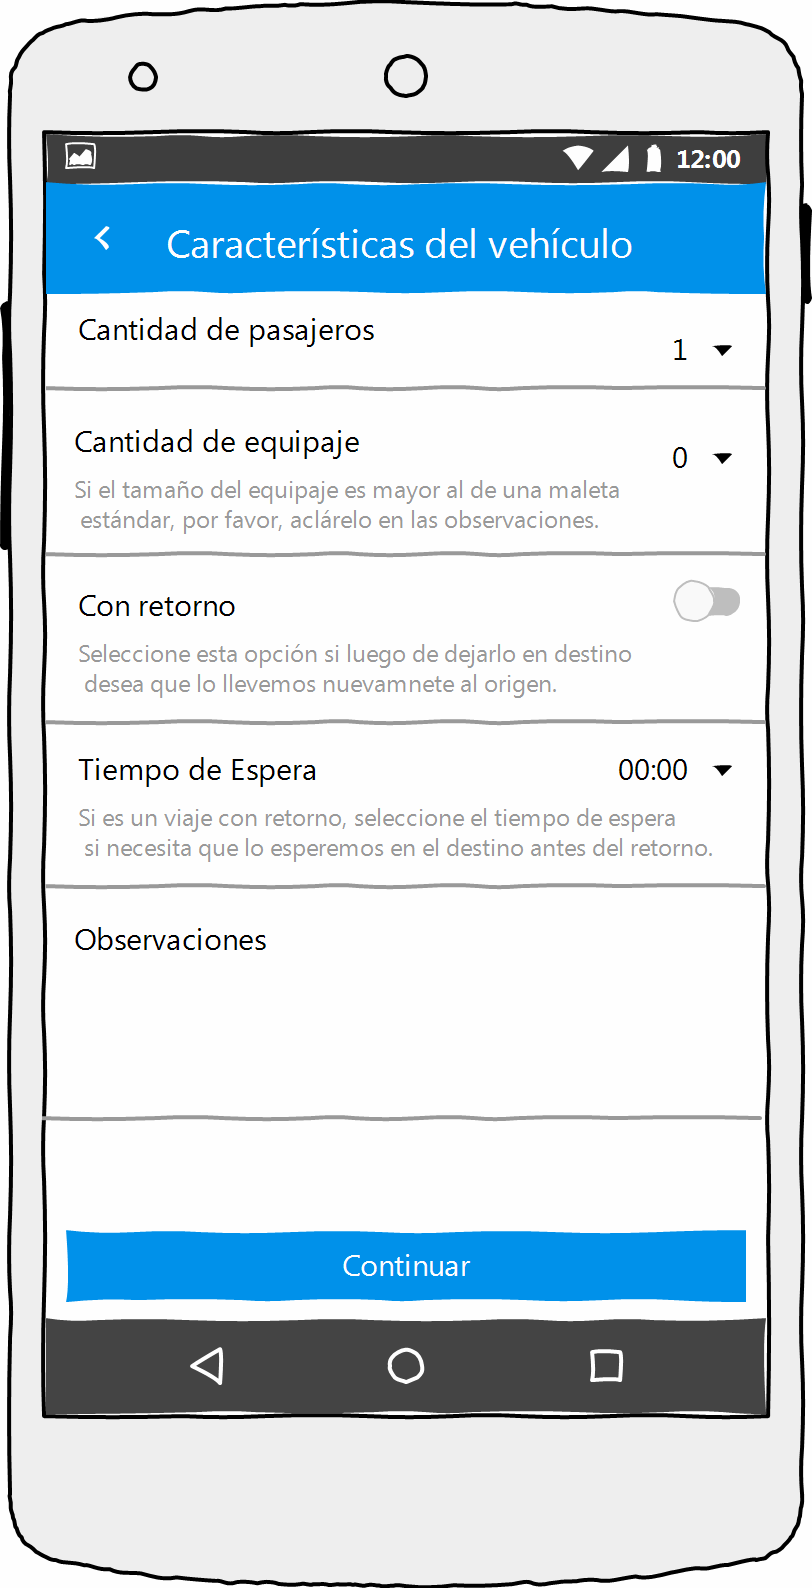 12:00
Características del vehículo
Cantidad de pasajeros
1
Cantidad de equipaje
0
Si el tamaño del equipaje es mayor al de una maleta
estándar, por favor, aclárelo en las observaciones.
Con retorno
Seleccione esta opción si luego de dejarlo en destino
desea que lo llevemos nuevamnete al origen.
Tiempo de Espera 00:00
Si es un viaje con retorno, seleccione el tiempo de espera
si necesita que lo esperemos en el destino antes del retorno.
Observaciones
Continuar